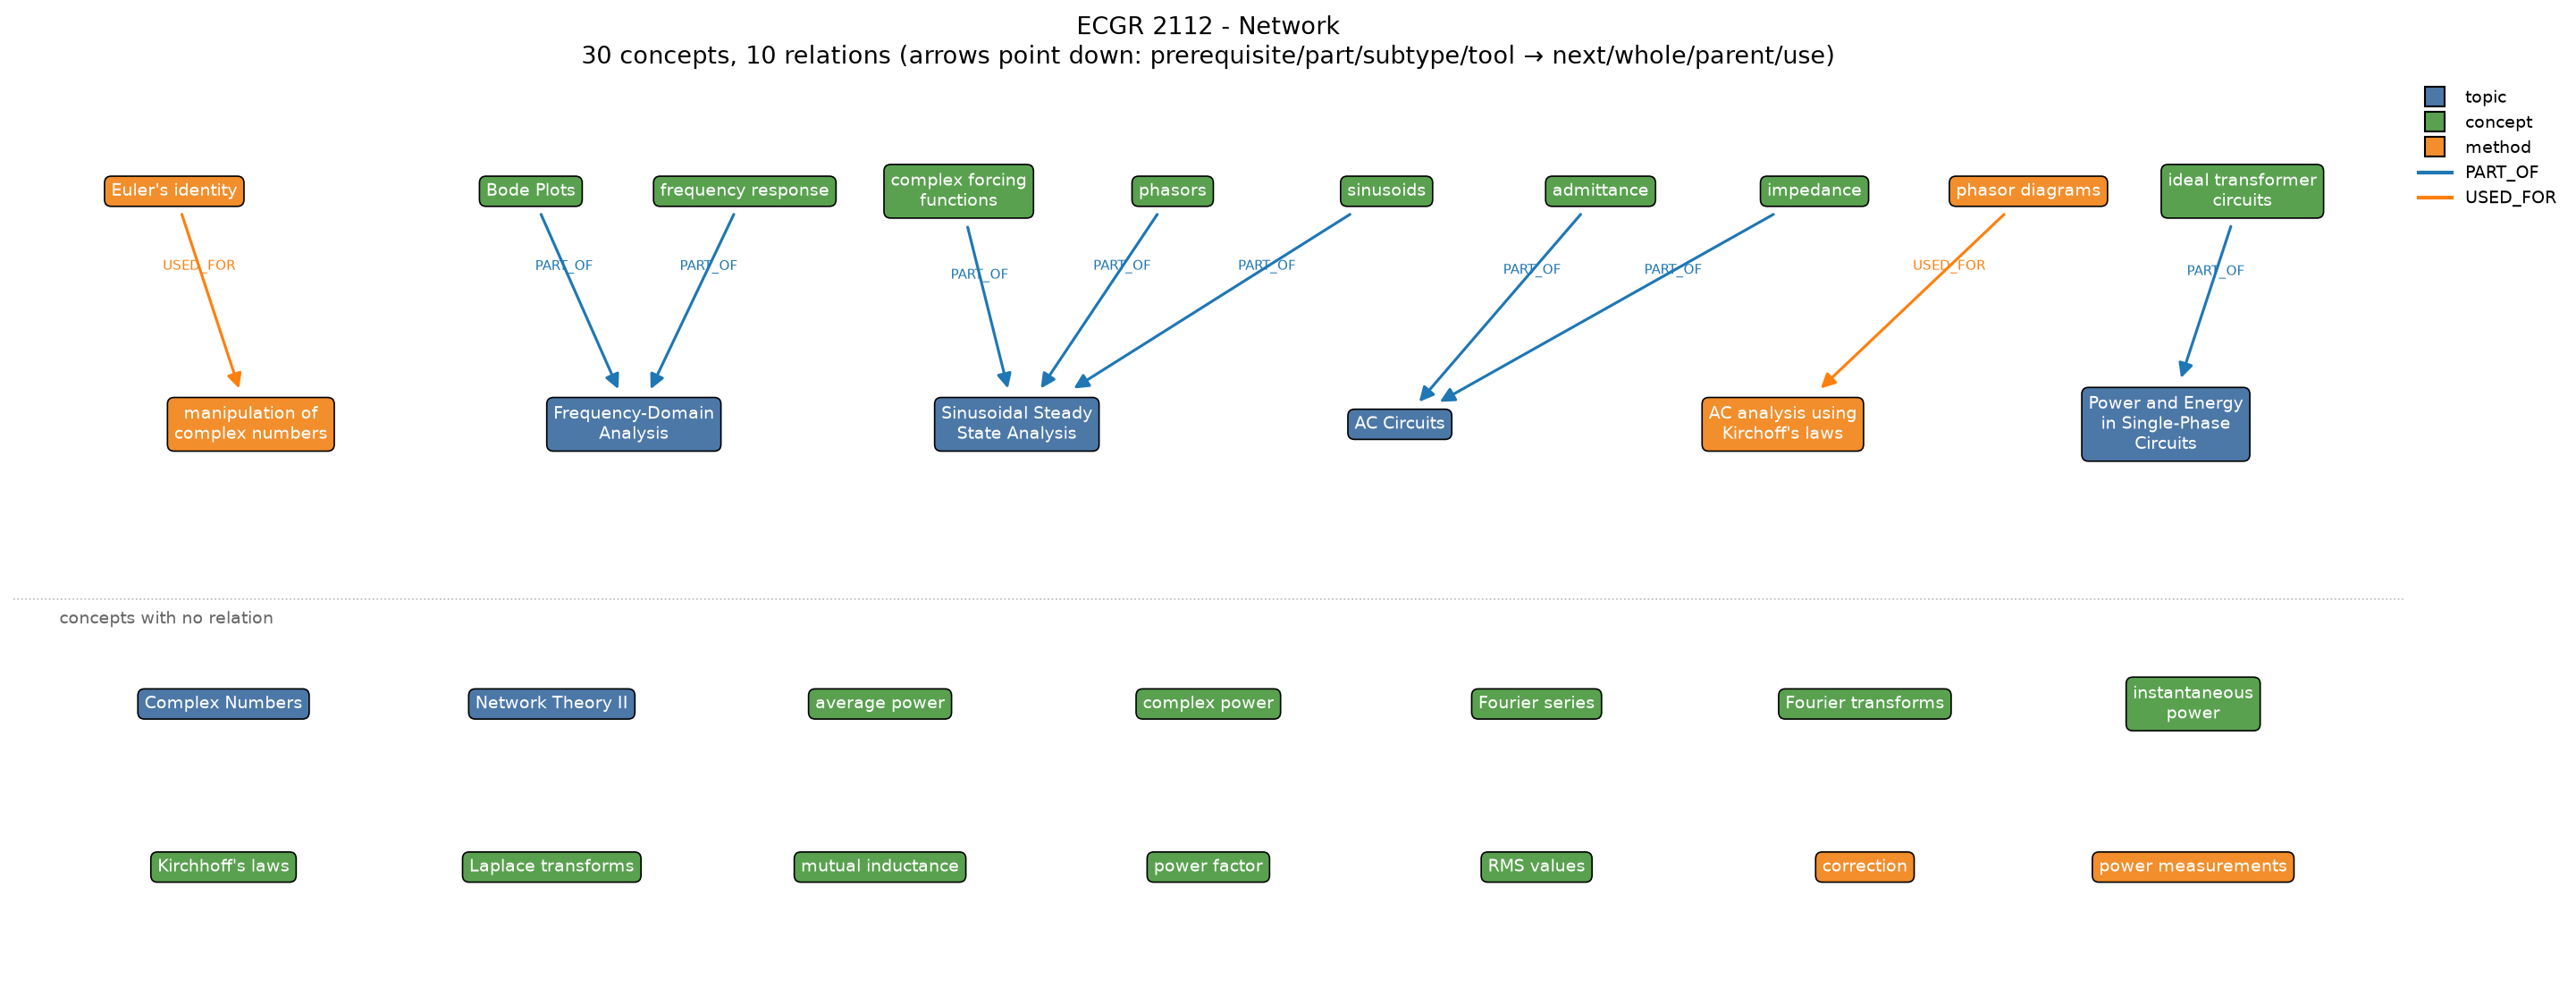 ECGR 2112 - Network
30 concepts, 10 relations (arrows point down: prerequisite/part/subtype/tool → next/whole/parent/use)
topic
concept
method
PART_OF
USED_FOR
Euler's identity
Bode Plots
frequency response
complex forcing
functions
phasors
sinusoids
admittance
impedance
phasor diagrams
ideal transformer
circuits
USED_FOR
PART_OF
PART_OF
PART_OF
PART_OF
PART_OF
PART_OF
PART_OF
USED_FOR
PART_OF
manipulation of
complex numbers
Frequency-Domain
Analysis
Sinusoidal Steady
State Analysis
AC Circuits
AC analysis using
Kirchoff's laws
Power and Energy
in Single-Phase
Circuits
concepts with no relation
Complex Numbers
Network Theory II
average power
complex power
Fourier series
Fourier transforms
instantaneous
power
Kirchhoff's laws
Laplace transforms
mutual inductance
power factor
RMS values
correction
power measurements